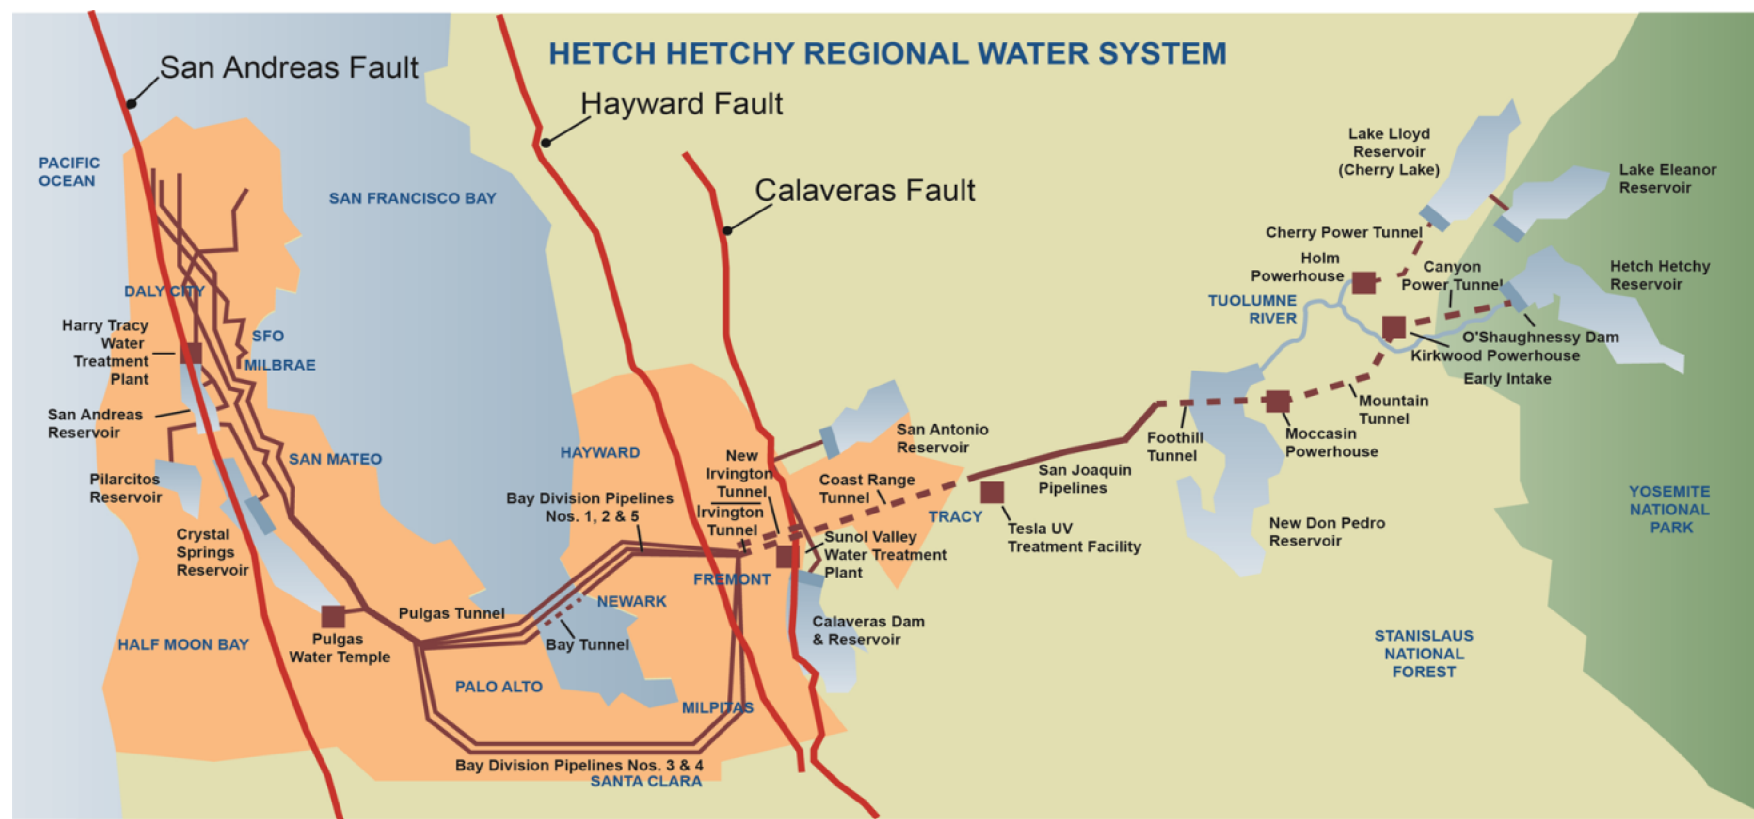 HETCH HETCHY REGIONAL WATER SYSTEM
San Andreas Fault
Hayward Fault
Calaveras Fault
PACIFIC
OCEAN
SAN FRANCISCO BAY
DALY CITY
Harry Tracy
Water
Treatment
Plant
SFO
MILBRAE
San Andreas
Reservoir
SAN MATEO
Pilarcitos
Reservoir
Crystal
Springs
Reservoir
HALF MOON BAY
Pulgas
Water Temple
Pulgas Tunnel
PALO ALTO
HAYWARD
Bay Division Pipelines
Nos. 1, 2 & 5
NEWARK
Bay Tunnel
FREMONT
MILPITAS
Bay Division Pipelines Nos. 3 & 4
SANTA CLARA
New
Irvington
Tunnel
Irvington
Tunnel
San Antonio
Reservoir
Coast Range
Tunnel
Sunol Valley
Water Treatment
Plant
Calaveras Dam
& Reservoir
TRACY
Tesla UV
Treatment Facility
San Joaquin
Pipelines
Foothill
Tunnel
New Don Pedro
Reservoir
Moccasin
Powerhouse
Mountain
Tunnel
TUOLUMNE
RIVER
Lake Lloyd
Reservoir
(Cherry Lake)
Lake Eleanor
Reservoir
Cherry Power Tunnel
Holm
Powerhouse
Canyon
Power Tunnel
Hetch Hetchy
Reservoir
O'Shaughnessy Dam
Kirkwood Powerhouse
Early Intake
YOSEMITE
NATIONAL
PARK
STANISLAUS
NATIONAL
FOREST